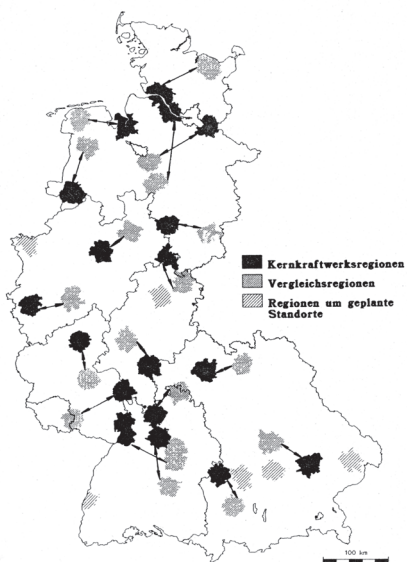 Kernkraftwerksregionen
Vergleichsregionen
Regionen um geplante
Standorte
100 km